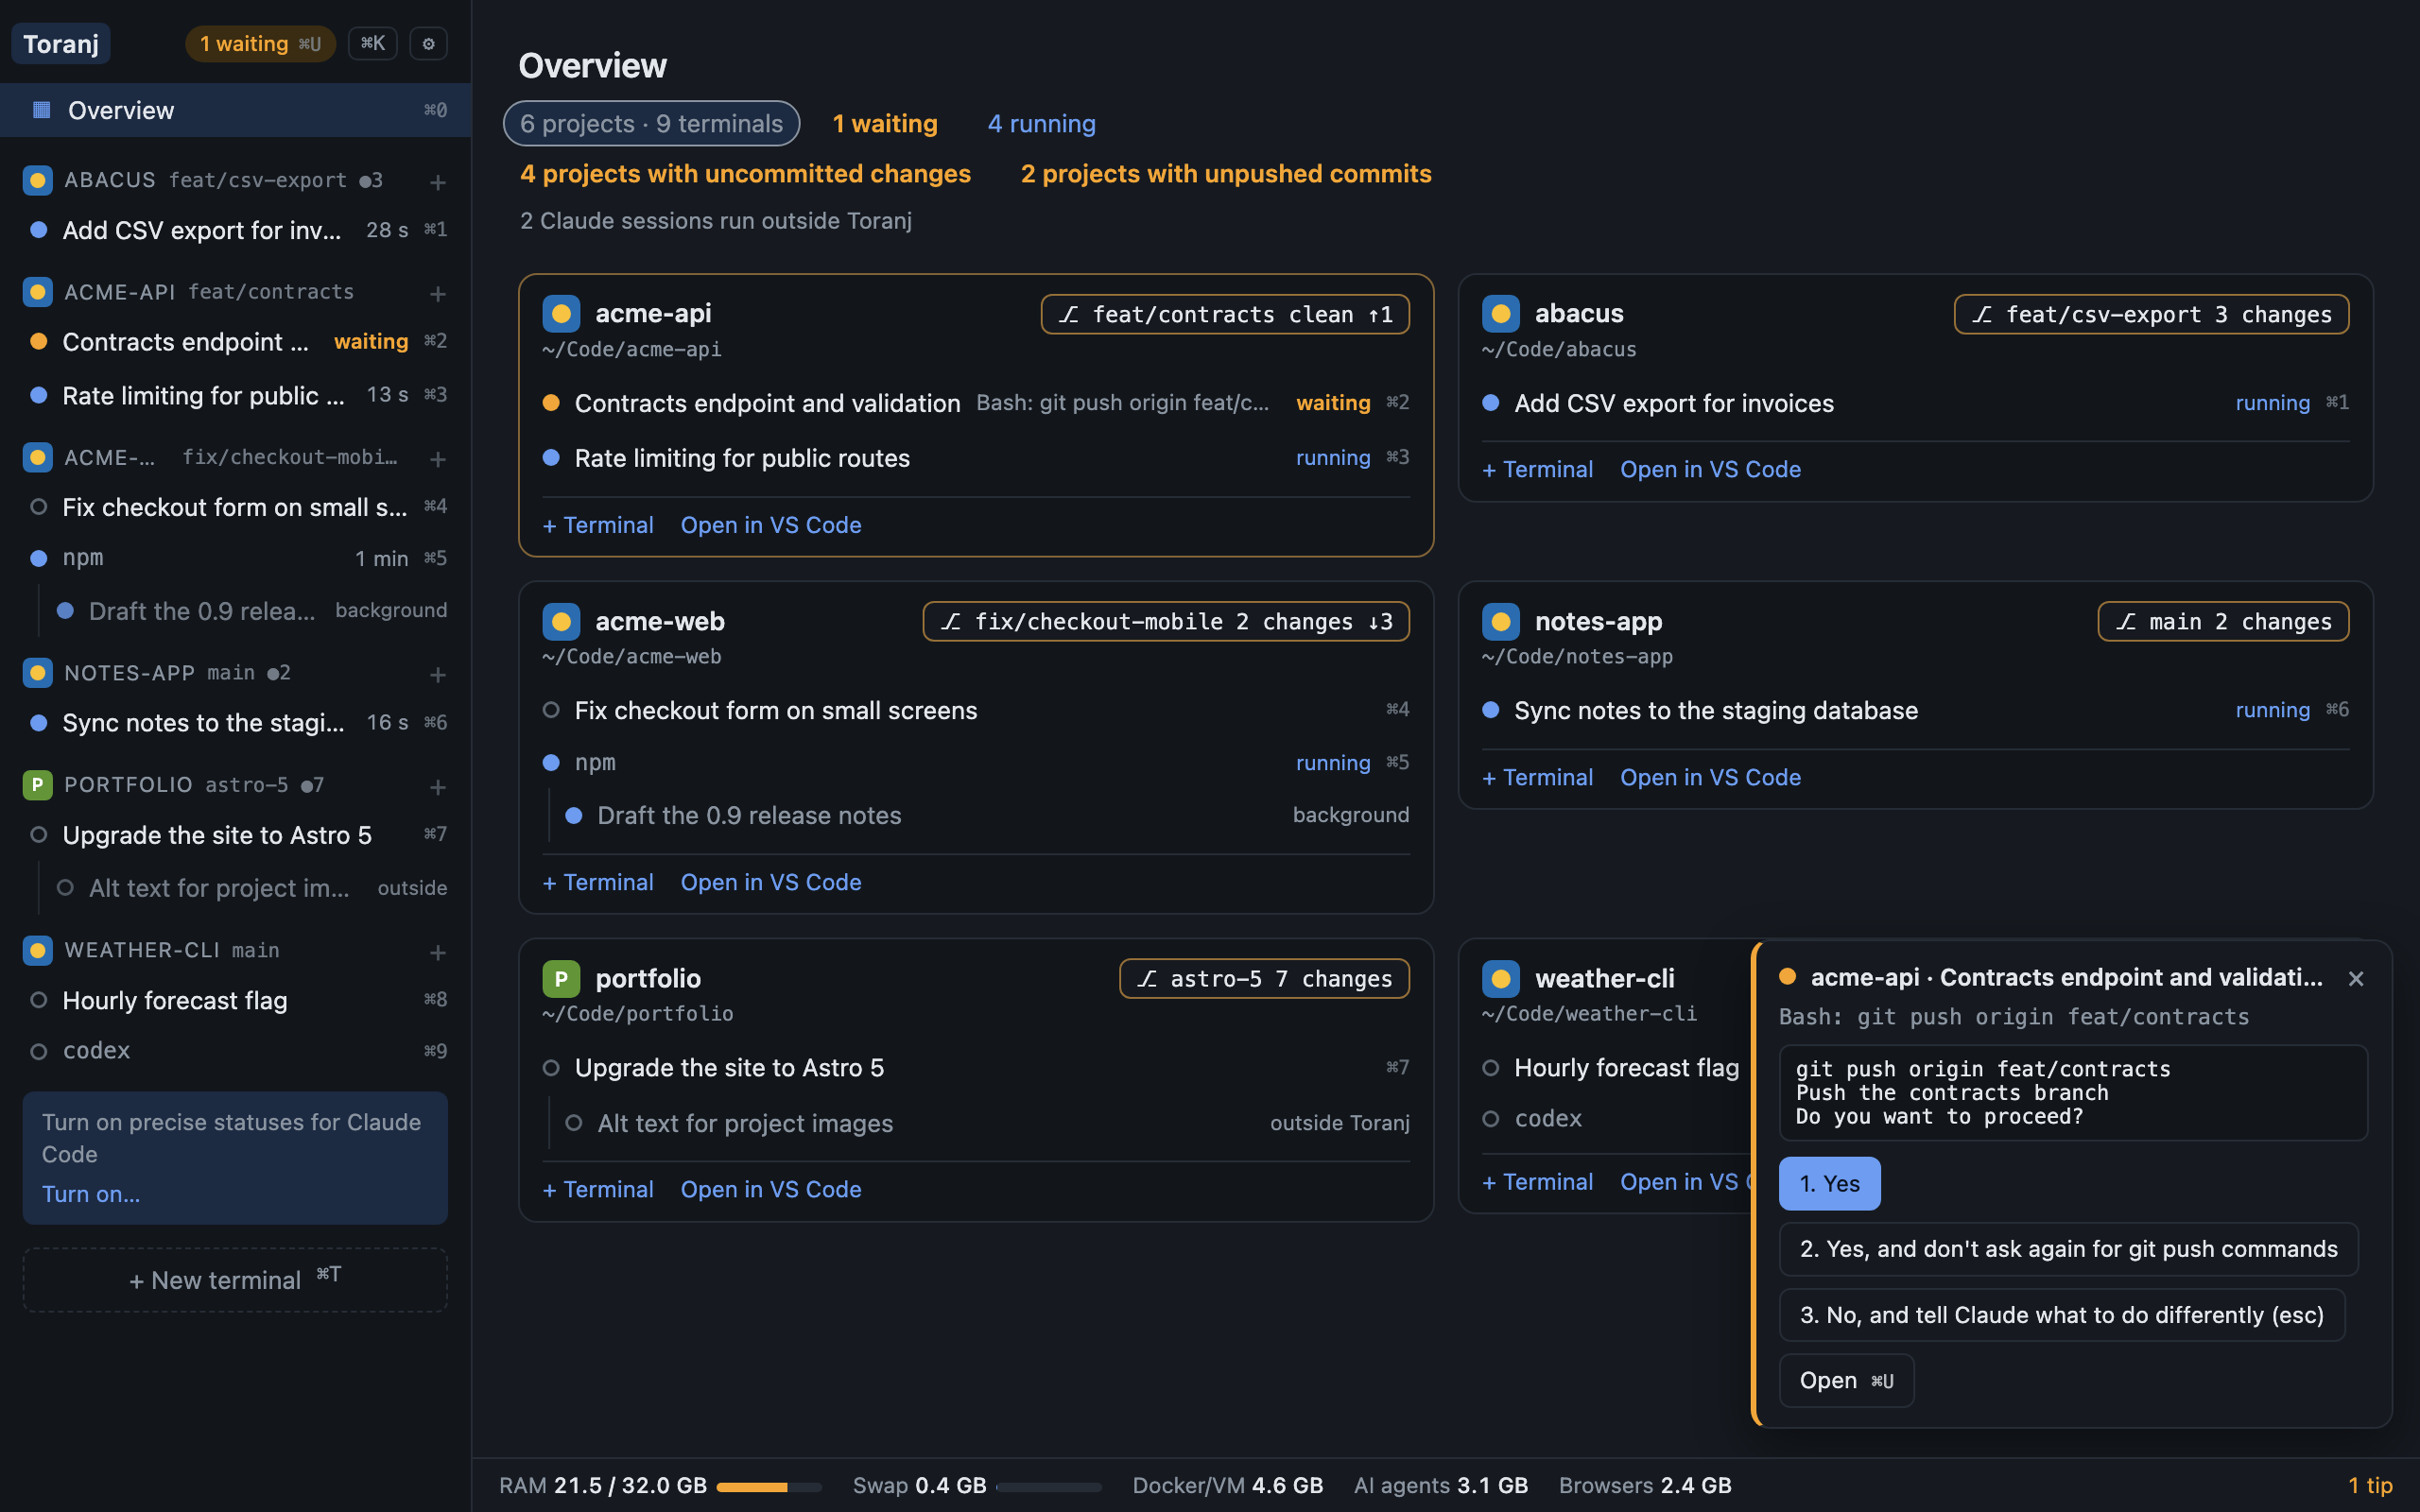 Toranj 1 waiting ⌘U ⌘K ⚙
Overview ⌘0
ABACUS feat/csv-export ●3 +
Add CSV export for inv... 28 s ⌘1
ACME-API feat/contracts +
Contracts endpoint ... waiting ⌘2
Rate limiting for public ... 13 s ⌘3
ACME-... fix/checkout-mobi... +
Fix checkout form on small s... ⌘4
npm 1 min ⌘5
Draft the 0.9 relea... background
NOTES-APP main ●2 +
Sync notes to the stagi... 16 s ⌘6
P PORTFOLIO astro-5 ●7 +
Upgrade the site to Astro 5 ⌘7
Alt text for project im... outside
WEATHER-CLI main +
Hourly forecast flag ⌘8
codex ⌘9
Turn on precise statuses for Claude
Code
Turn on...
+ New terminal ⌘T
Overview
6 projects · 9 terminals 1 waiting 4 running
4 projects with uncommitted changes 2 projects with unpushed commits
2 Claude sessions run outside Toranj
acme-api feat/contracts clean ↑1
~/Code/acme-api
Contracts endpoint and validation Bash: git push origin feat/c... waiting ⌘2
Rate limiting for public routes running ⌘3
+ Terminal Open in VS Code
abacus feat/csv-export 3 changes
~/Code/abacus
Add CSV export for invoices running ⌘1
+ Terminal Open in VS Code
acme-web fix/checkout-mobile 2 changes ↓3
~/Code/acme-web
Fix checkout form on small screens ⌘4
npm running ⌘5
Draft the 0.9 release notes background
+ Terminal Open in VS Code
notes-app main 2 changes
~/Code/notes-app
Sync notes to the staging database running ⌘6
+ Terminal Open in VS Code
P portfolio astro-5 7 changes
~/Code/portfolio
Upgrade the site to Astro 5 ⌘7
Alt text for project images outside Toranj
+ Terminal Open in VS Code
weather-cli
~/Code/weather-cli
Hourly forecast flag
codex
+ Terminal Open in VS
acme-api · Contracts endpoint and validati... ×
Bash: git push origin feat/contracts
git push origin feat/contracts
Push the contracts branch
Do you want to proceed?
1. Yes
2. Yes, and don't ask again for git push commands
3. No, and tell Claude what to do differently (esc)
Open ⌘U
RAM 21.5 / 32.0 GB Swap 0.4 GB Docker/VM 4.6 GB AI agents 3.1 GB Browsers 2.4 GB 1 tip